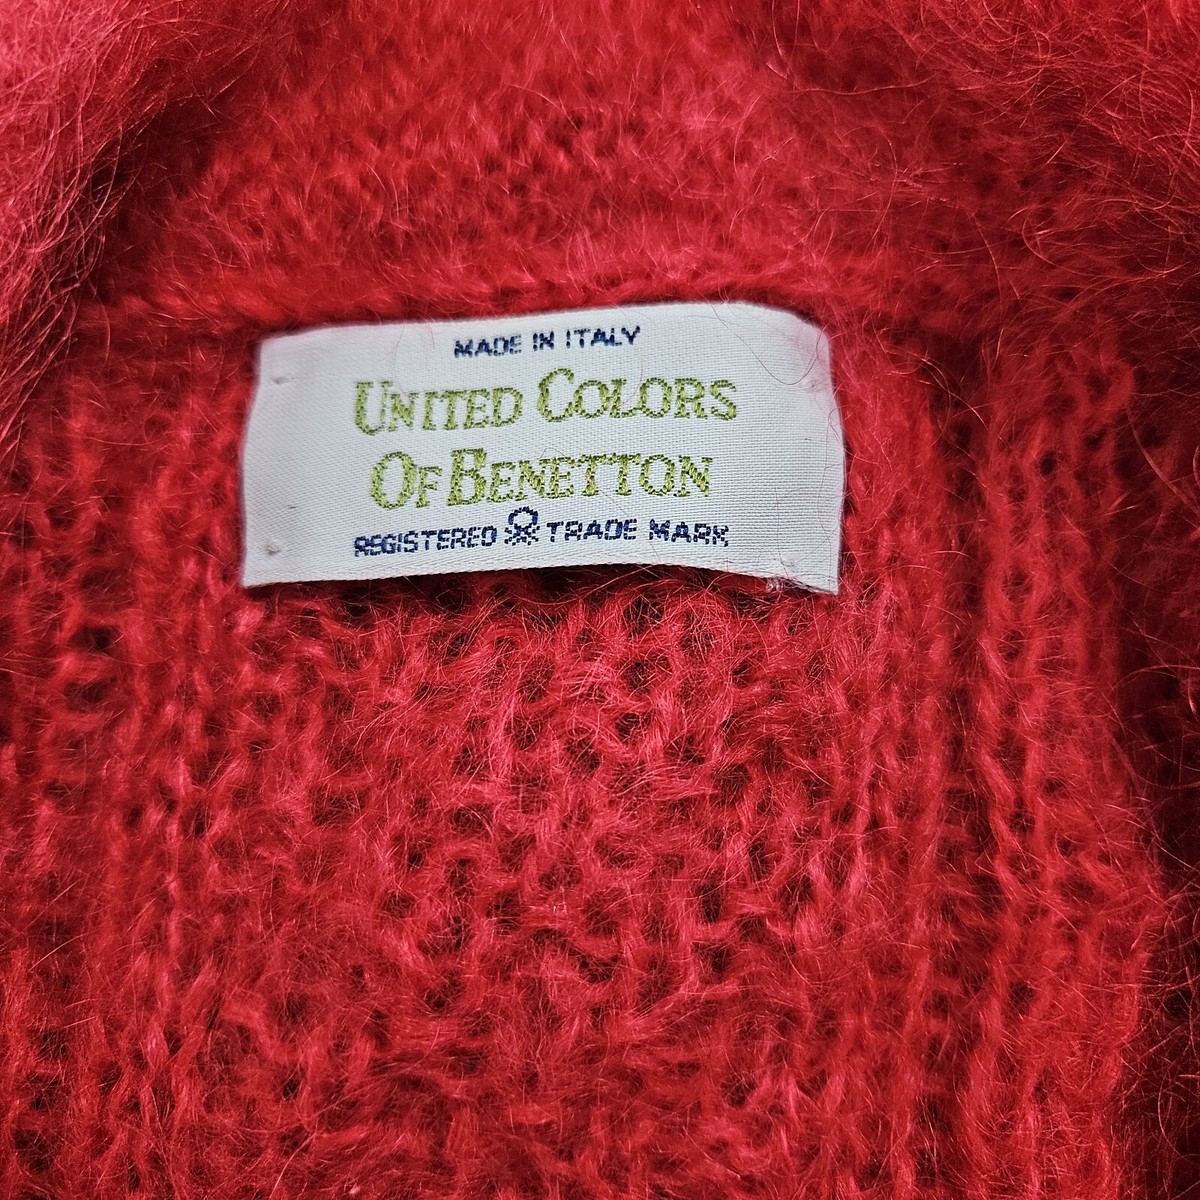 MADE IN ITALY
UNITED COLORS
OF BENETTON
REGISTERED TRADE MARK